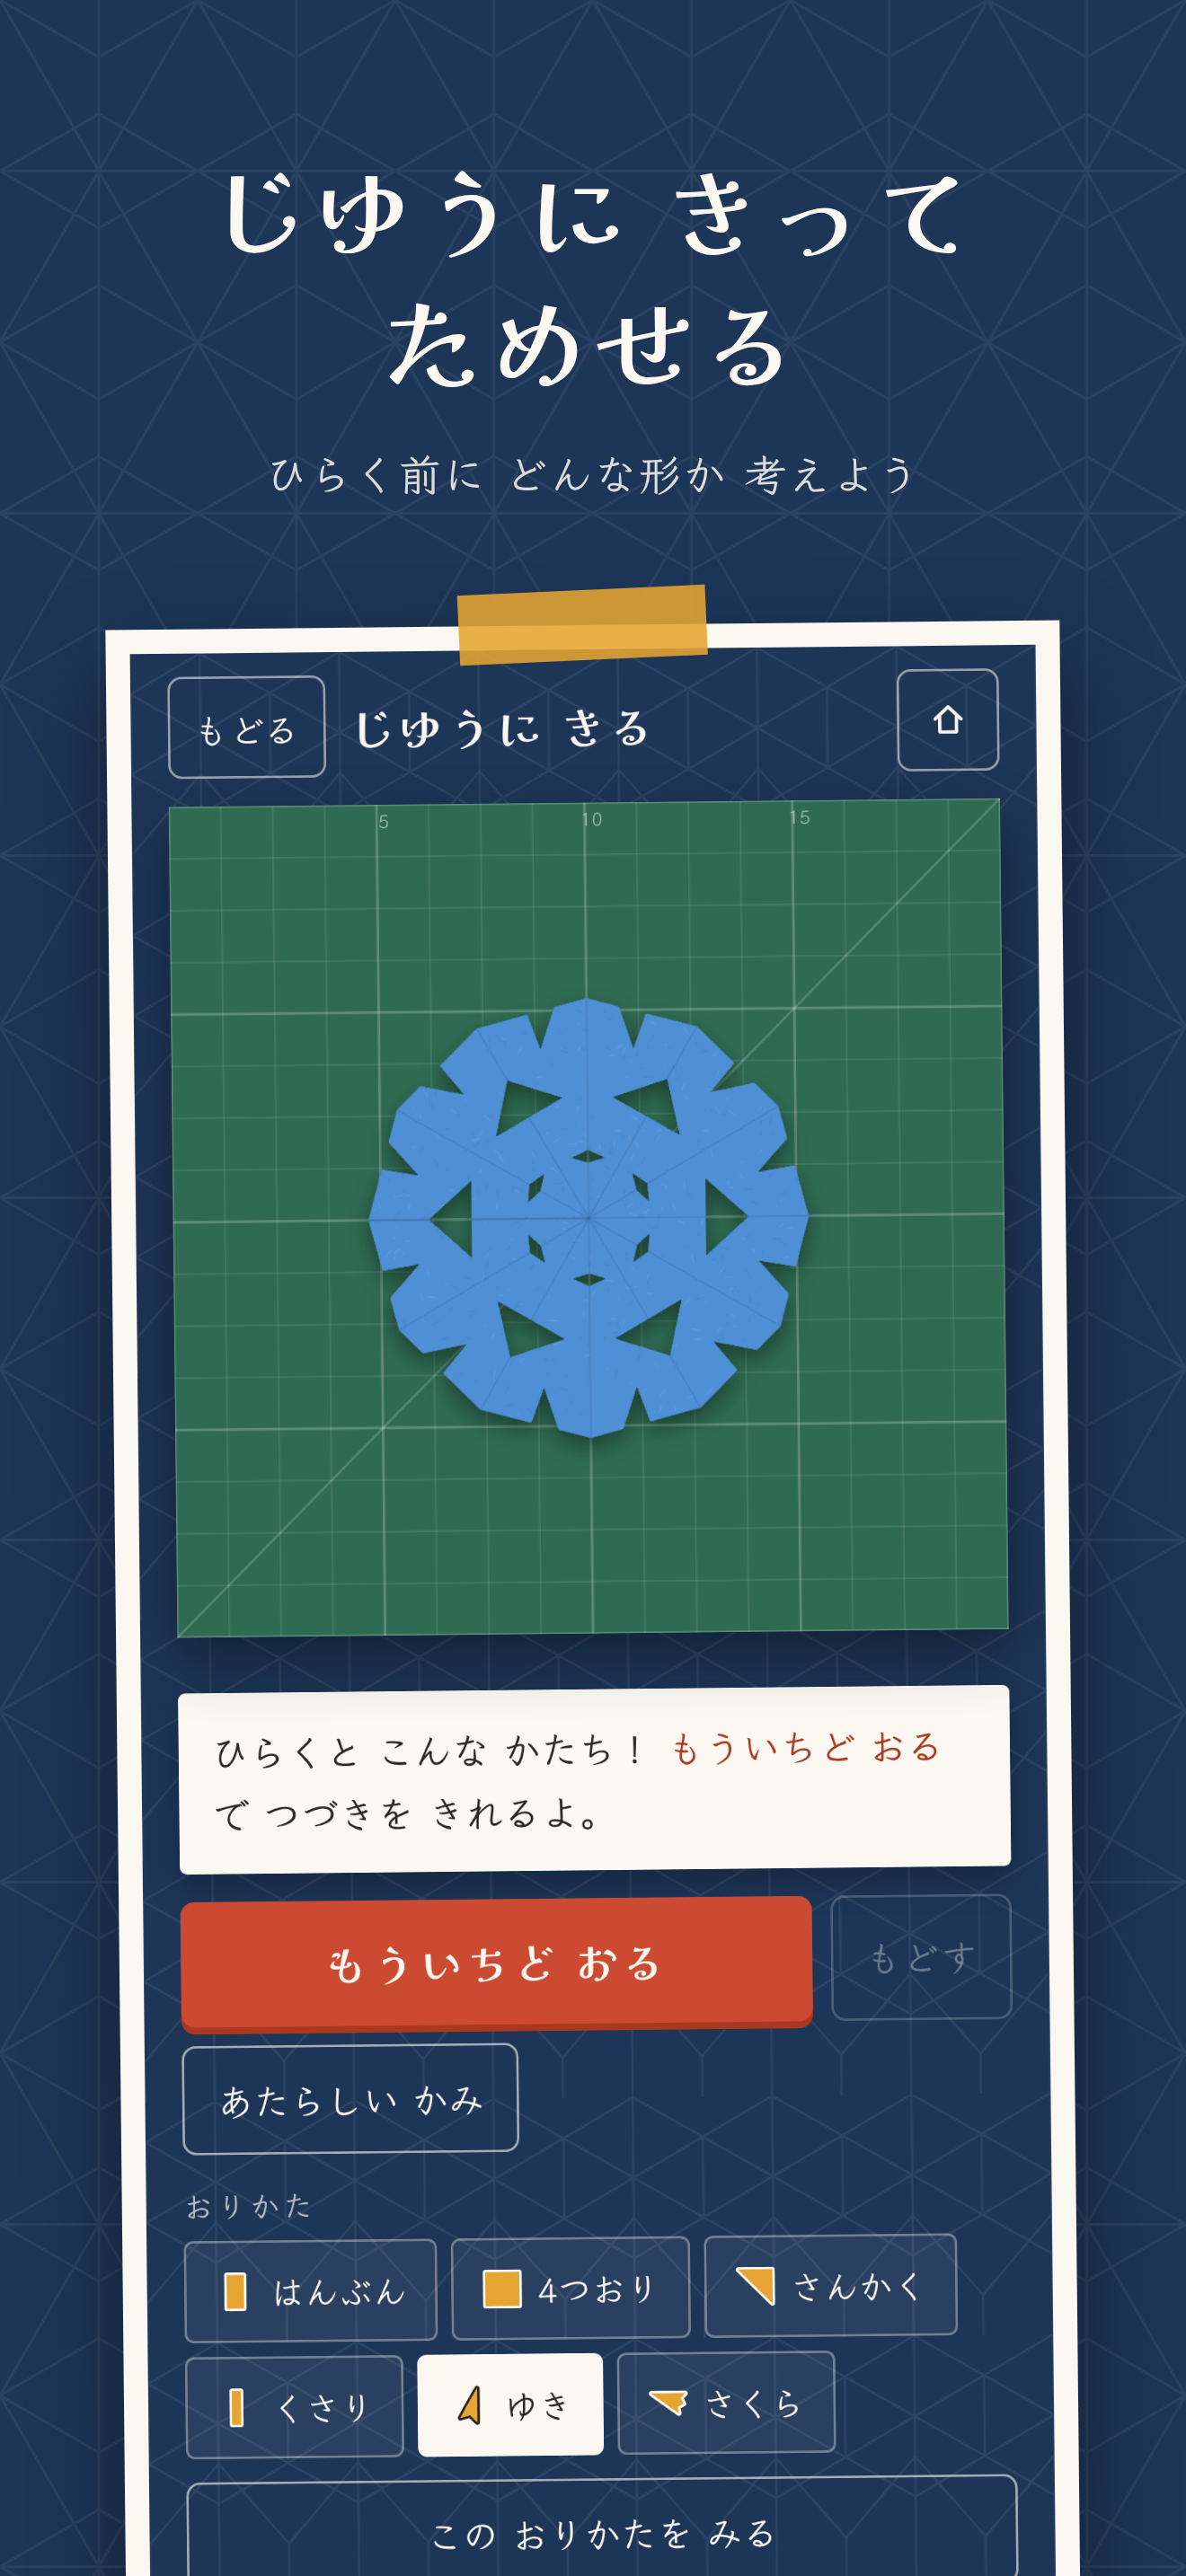 じゆうに きって
ためせる
ひらく前に どんな形か 考えよう
もどる
じゆうに きる
5 10 15
ひらくと こんな かたち！ もういちど おる
で つづきを きれるよ。
もういちど おる
もどす
あたらしい かみ
おりかた
はんぶん
4つおり
さんかく
くさり
ゆき
さくら
この おりかたを みる